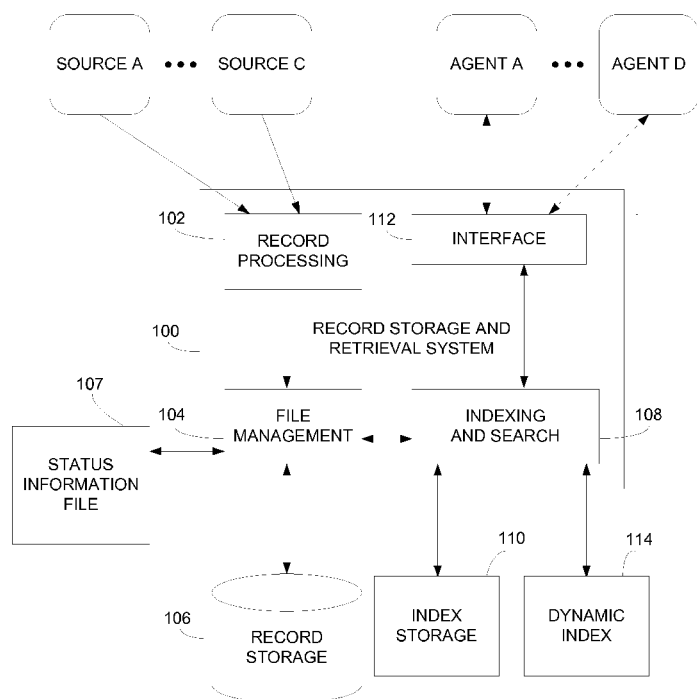 SOURCE A
SOURCE C
AGENT A
AGENT D
102
RECORD
PROCESSING
112
INTERFACE
100
RECORD STORAGE AND
RETRIEVAL SYSTEM
107
104
FILE
MANAGEMENT
INDEXING
AND SEARCH
108
STATUS
INFORMATION
FILE
110
114
106
RECORD
STORAGE
INDEX
STORAGE
DYNAMIC
INDEX